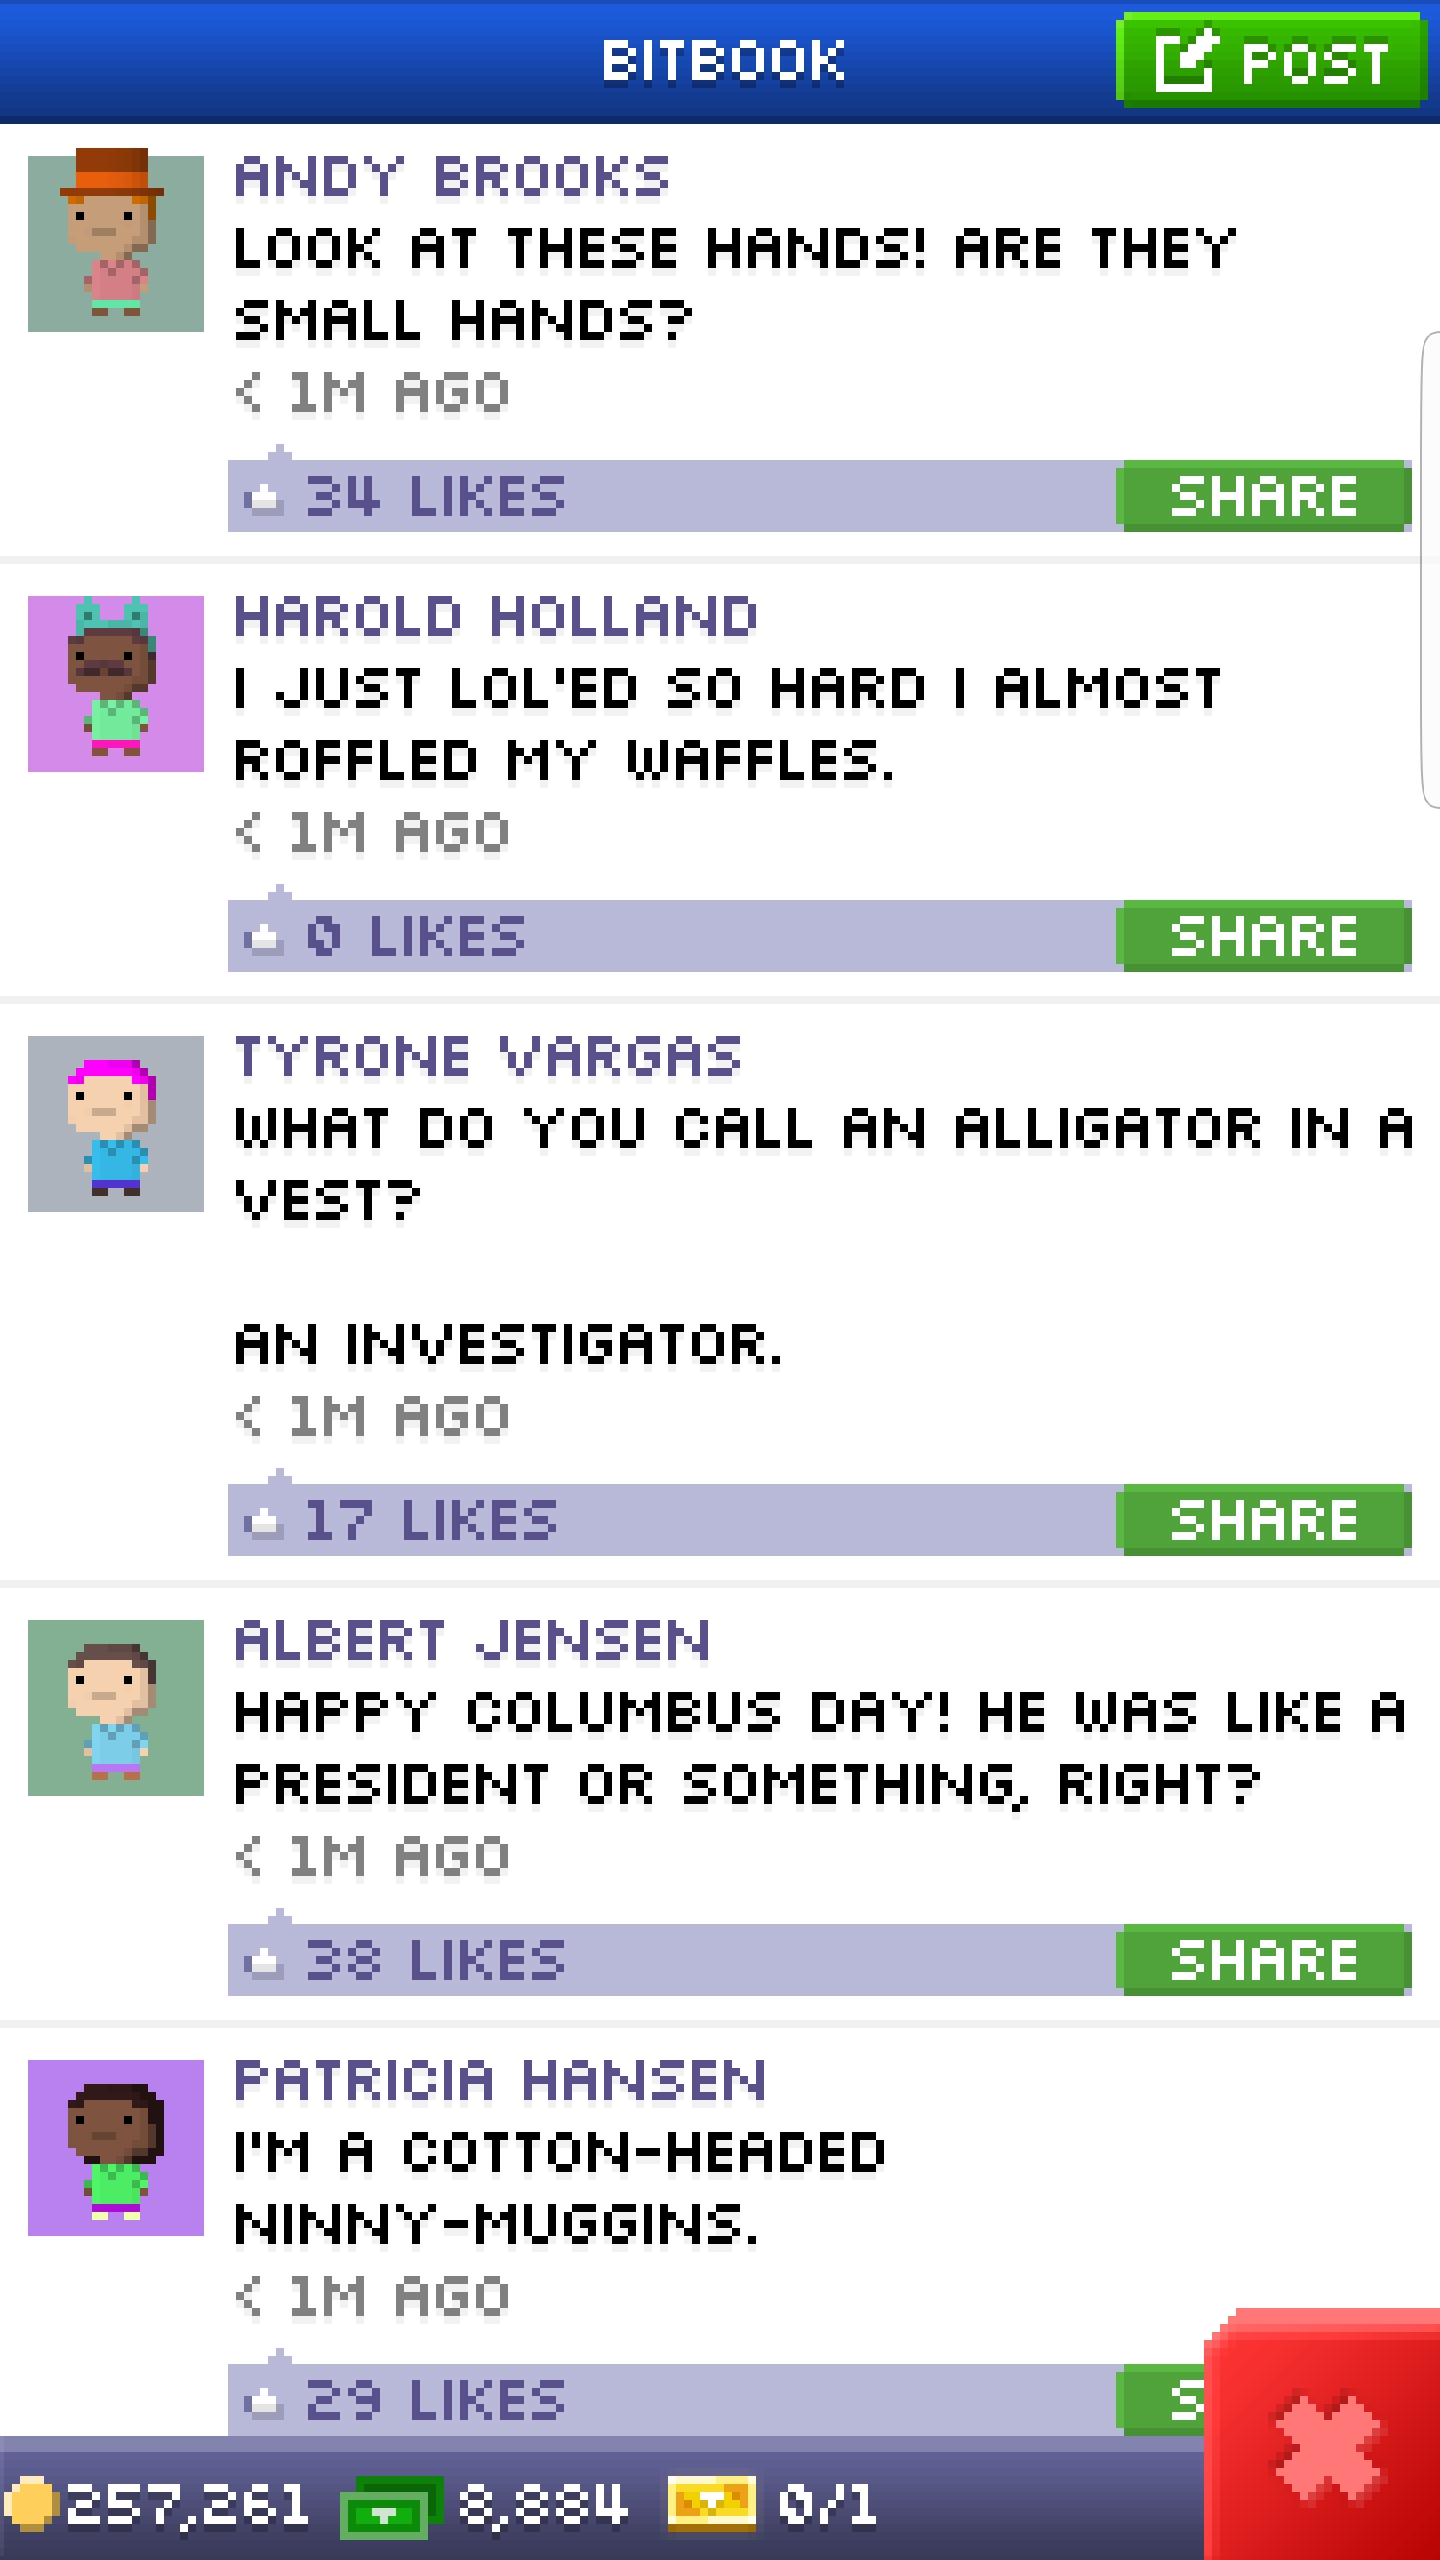 BITBOOK
POST
ANDY BROOKS
LOOK AT THESE HANDS! ARE THEY
SMALL HANDS?
< 1M AGO
34 LIKES
SHARE
HAROLD HOLLAND
I JUST LOL'ED SO HARD I ALMOST
ROFFLED MY WAFFLES.
< 1M AGO
0 LIKES
SHARE
TYRONE VARGAS
WHAT DO YOU CALL AN ALLIGATOR IN A
VEST?
AN INVESTIGATOR.
< 1M AGO
17 LIKES
SHARE
ALBERT JENSEN
HAPPY COLUMBUS DAY! HE WAS LIKE A
PRESIDENT OR SOMETHING, RIGHT?
< 1M AGO
38 LIKES
SHARE
PATRICIA HANSEN
I'M A COTTON-HEADED
NINNY-MUGGINS.
< 1M AGO
29 LIKES
S
257,261
8,884
0/1